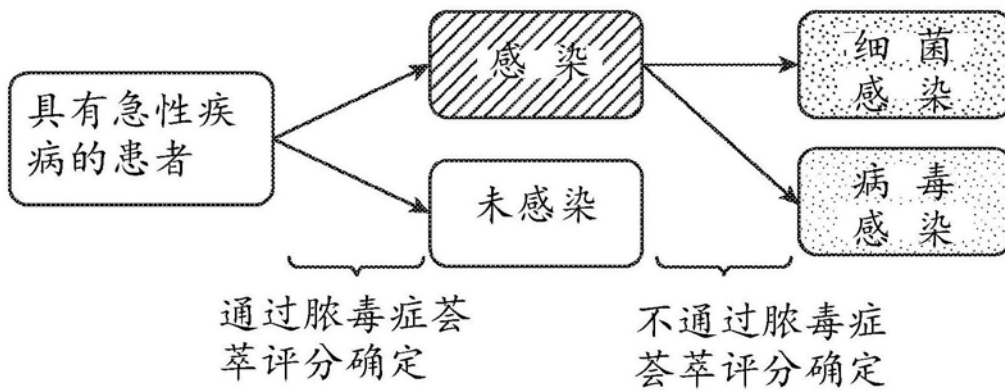 具有急性疾
病的患者
感染
未感染
细菌
感染
病毒
感染
通过脓毒症荟
萃评分确定
不通过脓毒症
荟萃评分确定